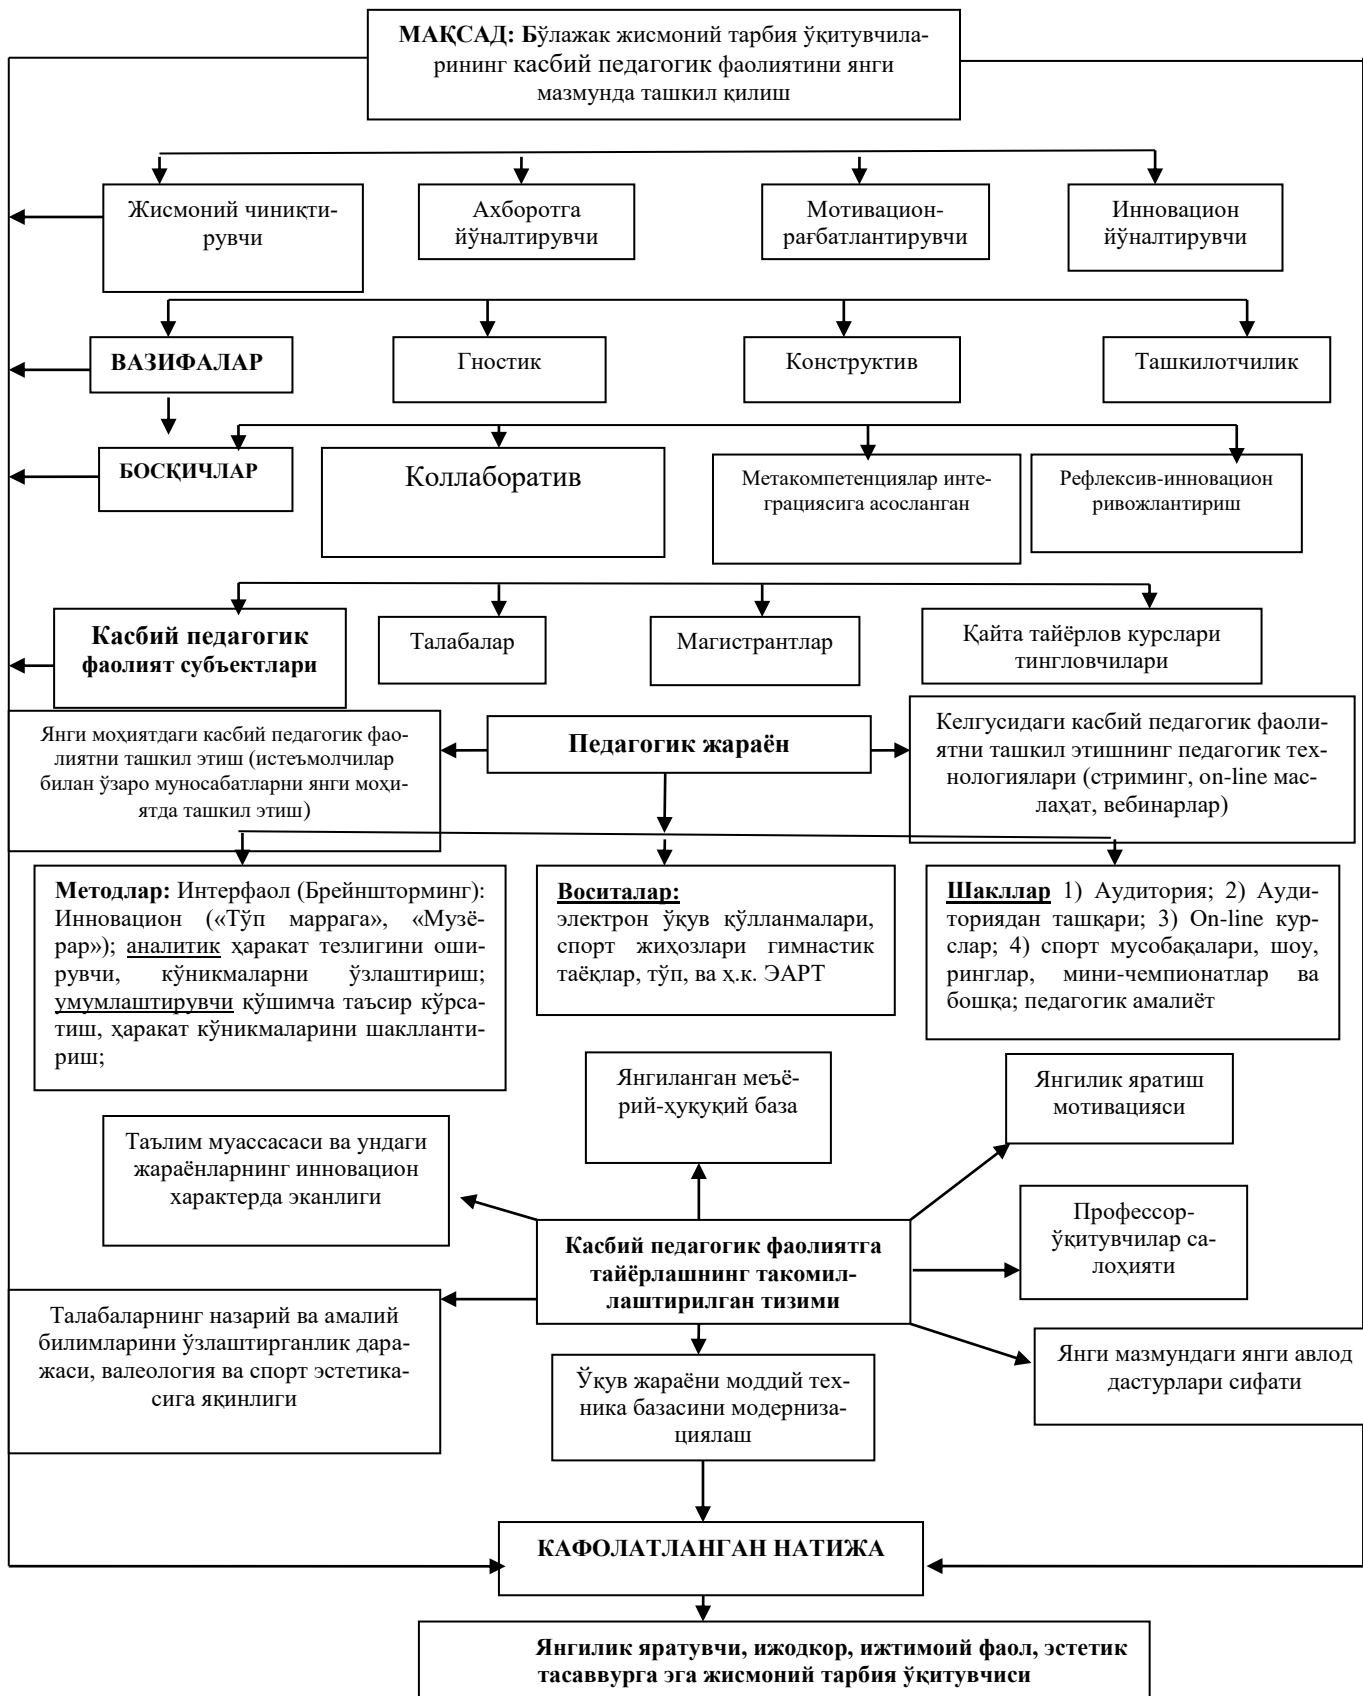 МАҚСАД: Бўлажак жисмоний тарбия ўқитувчила-
рининг касбий педагогик фаолиятини янги
мазмунда ташкил қилиш
Жисмоний чиниқти-
рувчи
Ахборотга
йўналтирувчи
Мотивацион-
рағбатлантирувчи
Инновацион
йўналтирувчи
ВАЗИФАЛАР
Гностик
Конструктив
Ташкилотчилик
БОСҚИЧЛАР
Коллаборатив
Метакомпетенциялар инте-
грациясига асосланган
Рефлексив-инновацион
ривожлантириш
Касбий педагогик
фаолият субъектлари
Талабалар
Магистрантлар
Қайта тайёрлов курслари
тингловчилари
Янги моҳиятдаги касбий педагогик фао-
лиятни ташкил этиш (истеъмолчилар
билан ўзаро муносабатларни янги моҳи-
ятда ташкил этиш)
Педагогик жараён
Келгусидаги касбий педагогик фаоли-
ятни ташкил этишнинг педагогик тех-
нологиялари (стриминг, on-line мас-
лаҳат, вебинарлар)
Методлар: Интерфаол (Брейншторминг):
Инновацион («Тўп маррага», «Музё-
рар»); аналитик ҳаракат тезлигини оши-
рувчи, кўникмаларни ўзлаштириш;
умумлаштирувчи қўшимча таъсир кўрса-
тиш, ҳаракат кўникмаларини шакллантириш-
риш;
Воситалар:
электрон ўқув қўлланмалари,
спорт жиҳозлари гимнастик
таёқлар, тўп, ва ҳ.к. ЭАРТ
Шакллар 1) Аудитория; 2) Ауди-
ториядан ташқари; 3) On-line кур-
слар; 4) спорт мусобақалари, шоу,
ринглар, мини-чемпионатлар ва
бошқа; педагогик амалиёт
Янгиланган меъё-
рий-ҳуқуқий база
Янгилик яратиш
мотивацияси
Таълим муассасаси ва ундаги
жараёнларнинг инновацион
характерда эканлиги
Профессор-
ўқитувчилар са-
лоҳияти
Касбий педагогик фаолиятга
тайёрлашнинг такомил-
лаштирилган тизими
Талабаларнинг назарий ва амалий
билимларини ўзлаштирганлик дара-
жаси, валеология ва спорт эстетика-
сига яқинлиги
Янги мазмундаги янги авлод
дастурлари сифати
Ўқув жараёни моддий тех-
ника базасини модерниза-
циялаш
КАФОЛАТЛАНГАН НАТИЖА
Янгилик яратувчи, ижодкор, ижтимоий фаол, эстетик
тасаввурга эга жисмоний тарбия ўқитувчиси